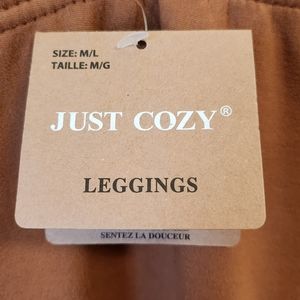 SIZE: M/L
TAILLE: M/G
JUST COZY®
LEGGINGS
SENTEZ LA DOUCEUR